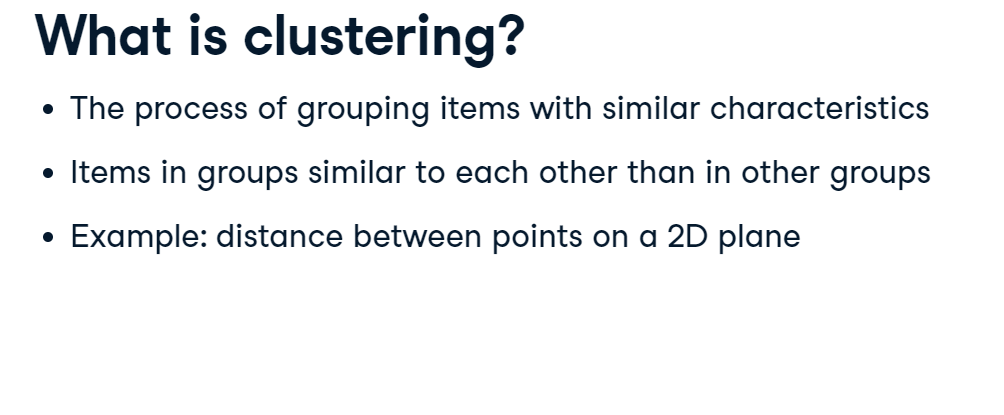 What is clustering?
• The process of grouping items with similar characteristics
• Items in groups similar to each other than in other groups
• Example: distance between points on a 2D plane